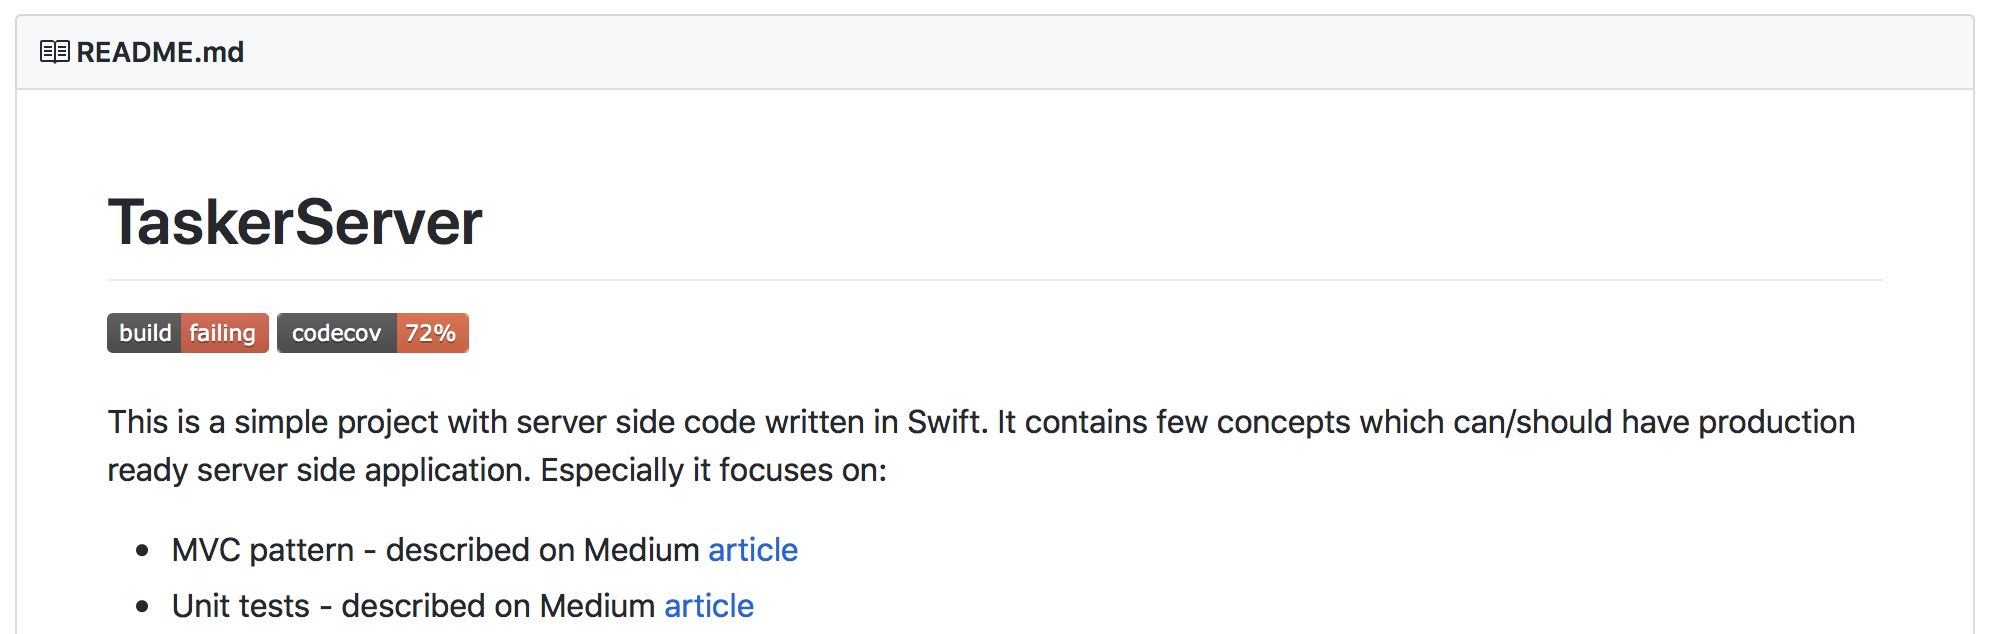 README.md
TaskerServer
build failing codecov 72%
This is a simple project with server side code written in Swift. It contains few concepts which can/should have production
ready server side application. Especially it focuses on:
• MVC pattern - described on Medium article
• Unit tests - described on Medium article